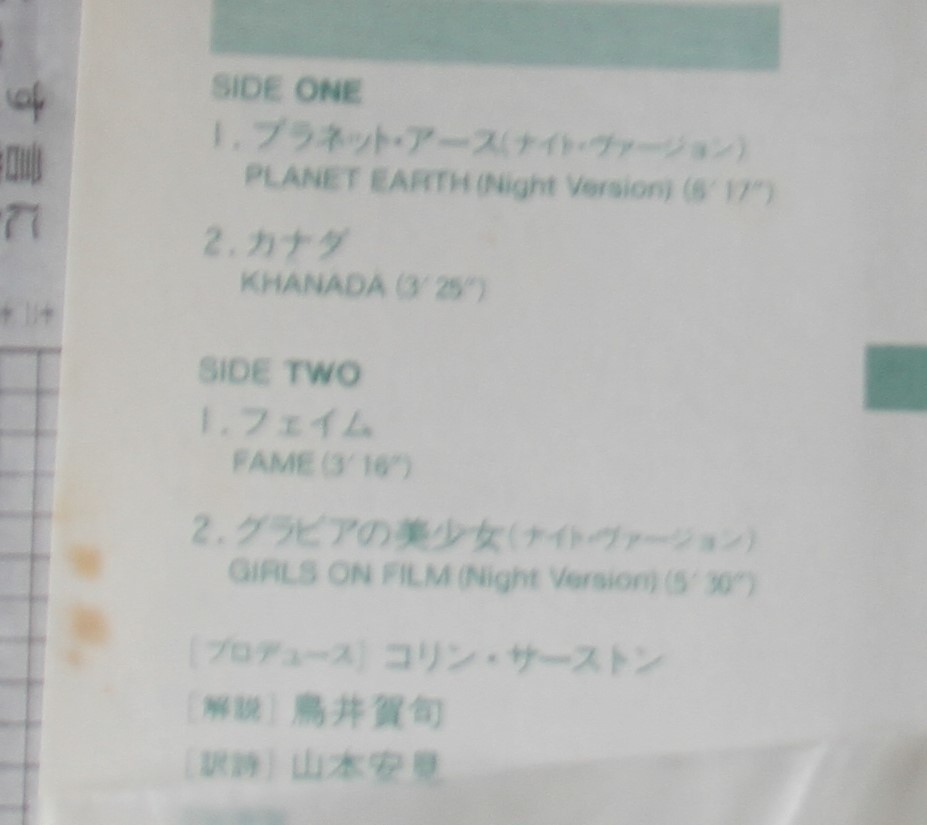 SIDE ONE
1. プラネット・アース(ナイト・ヴァージョン)
PLANET EARTH (Night Version) (6′17″)
2. カナダ
KHANADA (3′25″)
SIDE TWO
1. フェイム
FAME (3′16″)
2. グラビアの美少女(ナイト・ヴァージョン)
GIRLS ON FILM (Night Version) (5′30″)
[プロデュース] コリン・サーストン
[解説] 鳥井賀句
[訳詩] 山本安見